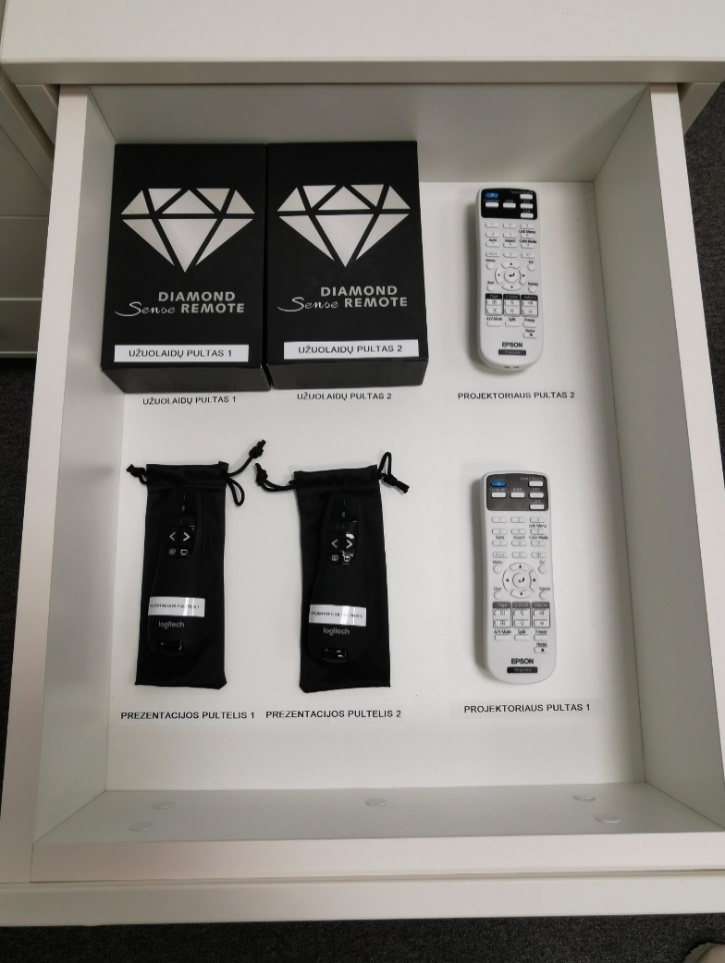 DIAMOND
Sense REMOTE
UŽUOLAIDŲ PULTAS 1
UŽUOLAIDŲ PULTAS 1
DIAMOND
Sense REMOTE
UŽUOLAIDŲ PULTAS 2
UŽUOLAIDŲ PULTAS 2
EPSON
PROJEKTORIAUS PULTAS 2
logitech
PREZENTACIJOS PULTELIS 1
logitech
PREZENTACIJOS PULTELIS 2
EPSON
PROJEKTORIAUS PULTAS 1